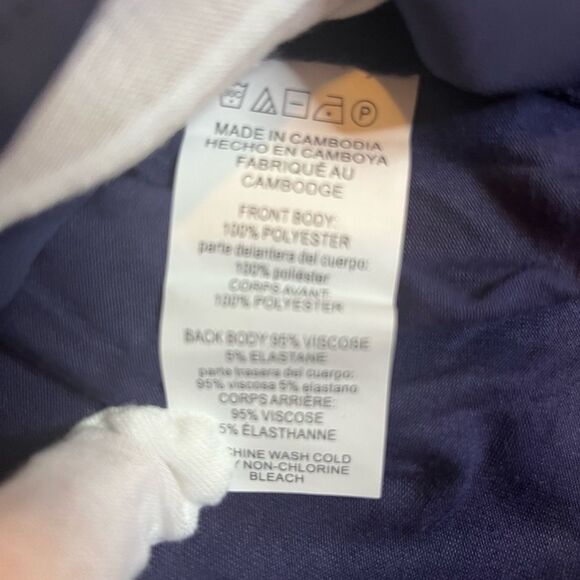 30C P
MADE IN CAMBODIA
HECHO EN CAMBOYA
FABRIQUÉ AU
CAMBODGE
FRONT BODY:
100% POLYESTER
parte delantera del cuerpo:
100% poliéster
CORPS AVANT:
100% POLYESTER
BACK BODY 95% VISCOSE
5% ELASTANE
parte trasera del cuerpo:
95% viscosa 5% elastano
CORPS ARRIÈRE:
95% VISCOSE
5% ÉLASTHANNE
CHINE WASH COLD
Y NON-CHLORINE
BLEACH